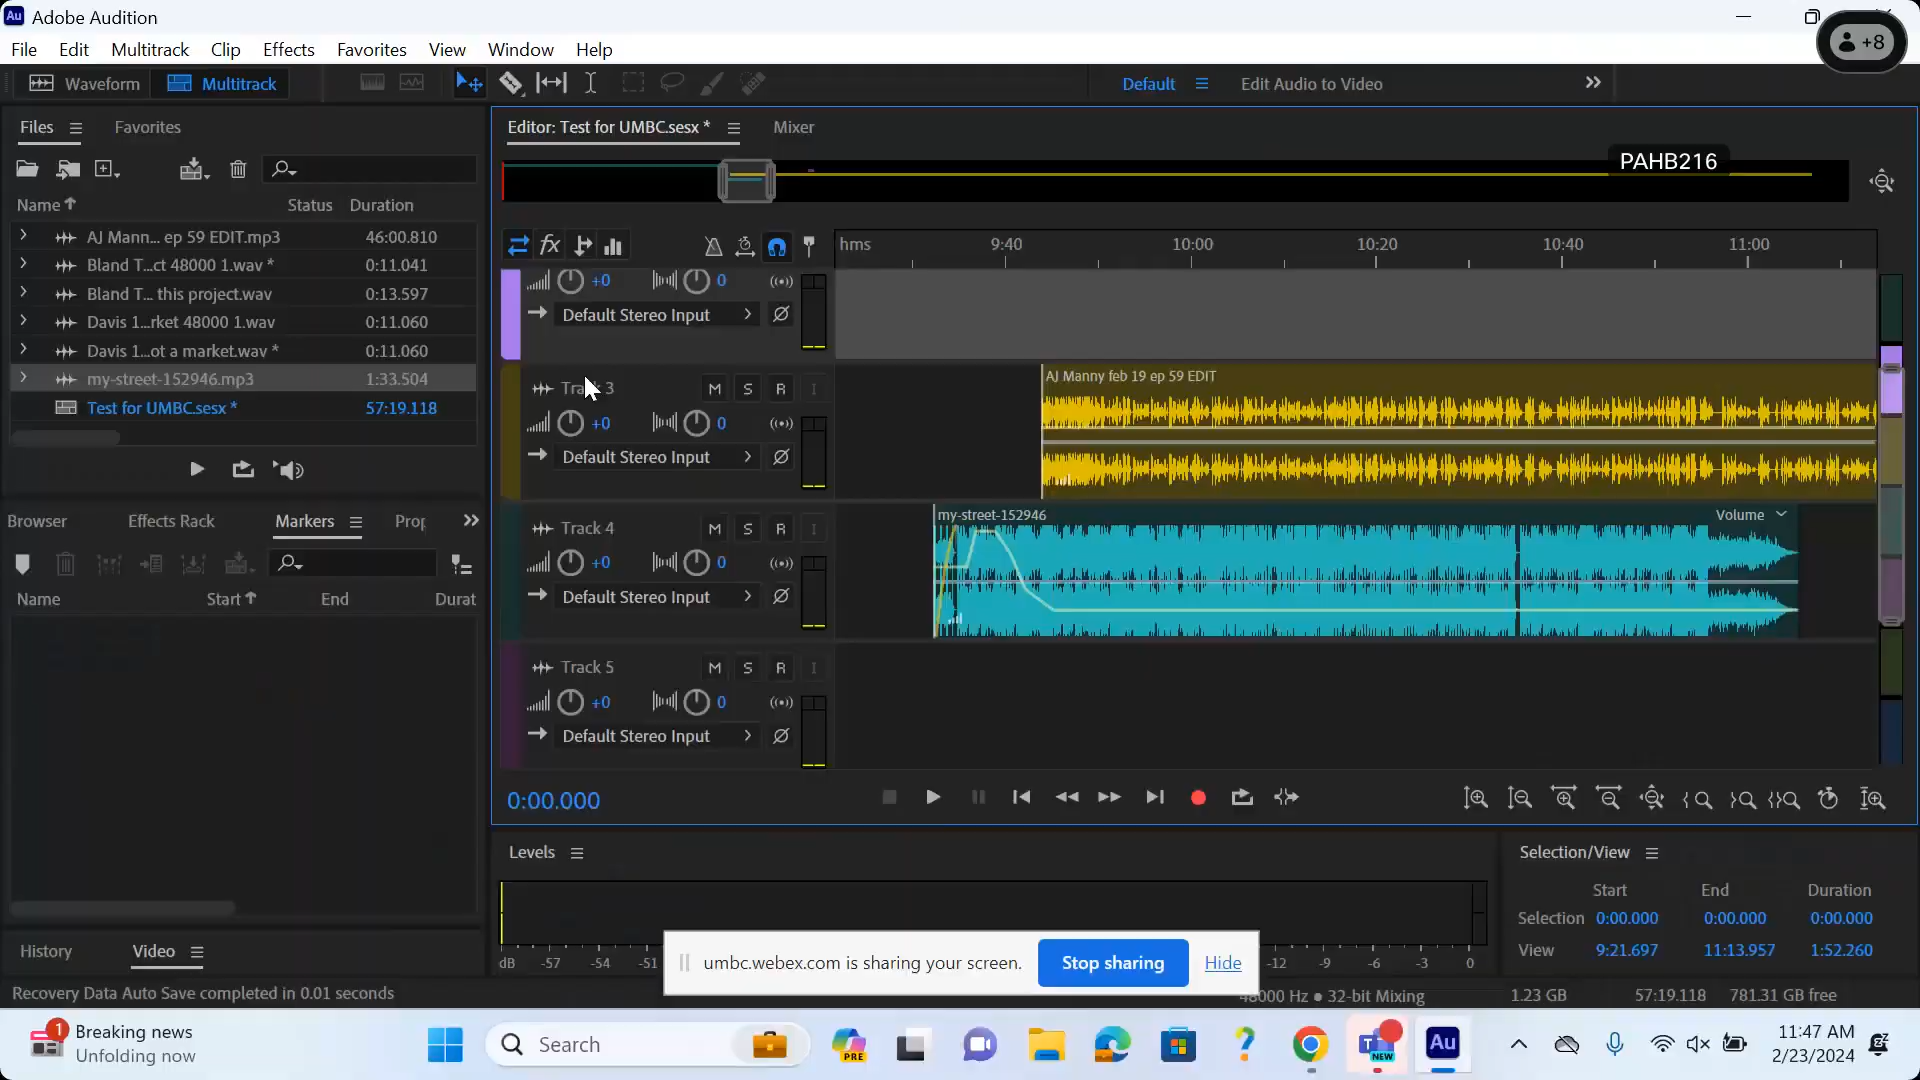 Au Adobe Audition
+8
File Edit Multitrack Clip Effects Favorites View Window Help
Waveform Multitrack Default Edit Audio to Video
Files Favorites
Editor: Test for UMBC.sesx * Mixer
PAHB216
Name Status Duration
AJ Mann... ep 59 EDIT.mp3 46:00.810
Bland T...ct 48000 1.wav * 0:11.041
Bland T... this project.wav 0:13.597
Davis 1...rket 48000 1.wav 0:11.060
Davis 1...ot a market.wav * 0:11.060
my-street-152946.mp3 1:33.504
Test for UMBC.sesx * 57:19.118
fx hms 9:40 10:00 10:20 10:40 11:00
+0 0
Default Stereo Input
Track 3 M S R I
+0 0
Default Stereo Input
AJ Manny feb 19 ep 59 EDIT
Track 4 M S R I
+0 0
Default Stereo Input
my-street-152946 Volume
Track 5 M S R I
+0 0
Default Stereo Input
0:00.000
Browser Effects Rack Markers
Name Start End Durat
History Video
Levels
dB -57 -54 -51 -12 -9 -6 -3 0
Selection/View
Start End Duration
Selection 0:00.000 0:00.000 0:00.000
View 9:21.697 11:13.957 1:52.260
umbc.webex.com is sharing your screen. Stop sharing Hide
Recovery Data Auto Save completed in 0.01 seconds
48000 Hz ● 32-bit Mixing 1.23 GB 57:19.118 781.31 GB free
1 Breaking news
Unfolding now
Search
PRE
NEW
Au
11:47 AM
2/23/2024